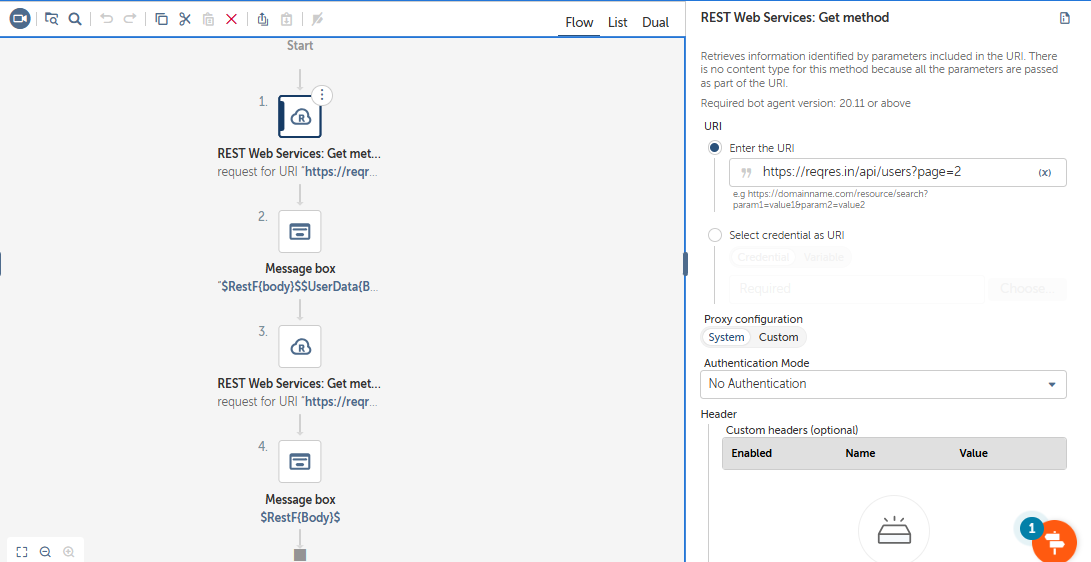 Flow List Dual
Start
1.
REST Web Services: Get met...
request for URI "https://reqr...
2.
Message box
"$RestF{body}$$UserData{B...
3.
REST Web Services: Get met...
request for URI "https://reqr...
4.
Message box
$RestF{Body}$
REST Web Services: Get method
Retrieves information identified by parameters included in the URI. There
is no content type for this method because all the parameters are passed
as part of the URI.
Required bot agent version: 20.11 or above
URI
Enter the URI
https://reqres.in/api/users?page=2 (x)
e.g https://domainname.com/resource/search?
param1=value1&param2=value2
Select credential as URI
Credential Variable
Required Choose...
Proxy configuration
System Custom
Authentication Mode
No Authentication
Header
Custom headers (optional)
Enabled Name Value
1